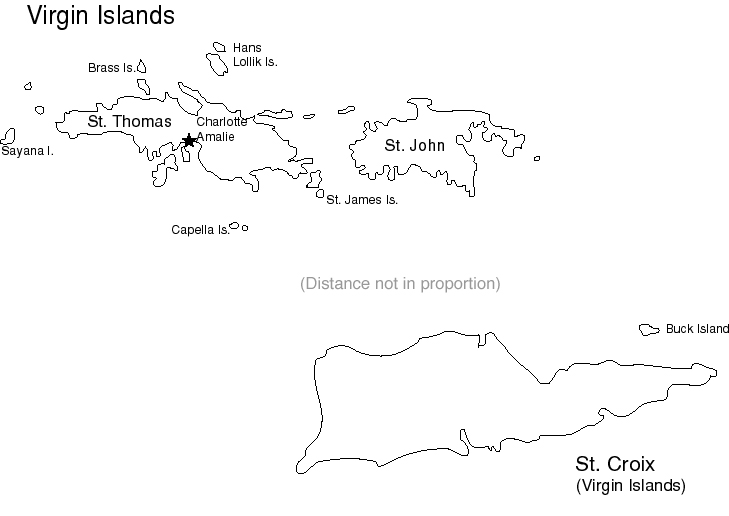 Virgin Islands
Hans
Lollik Is.
Brass Is.
St. Thomas
Charlotte
Amalie
St. John
Sayana I.
St. James Is.
Capella Is.
(Distance not in proportion)
Buck Island
St. Croix
(Virgin Islands)